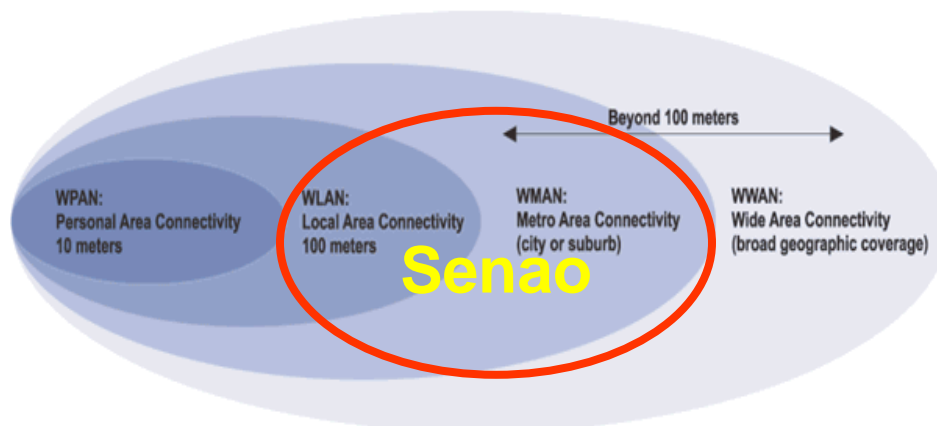 Beyond 100 meters
WPAN:
Personal Area Connectivity
10 meters
WLAN:
Local Area Connectivity
100 meters
WMAN:
Metro Area Connectivity
(city or suburb)
WWAN:
Wide Area Connectivity
(broad geographic coverage)
Senao